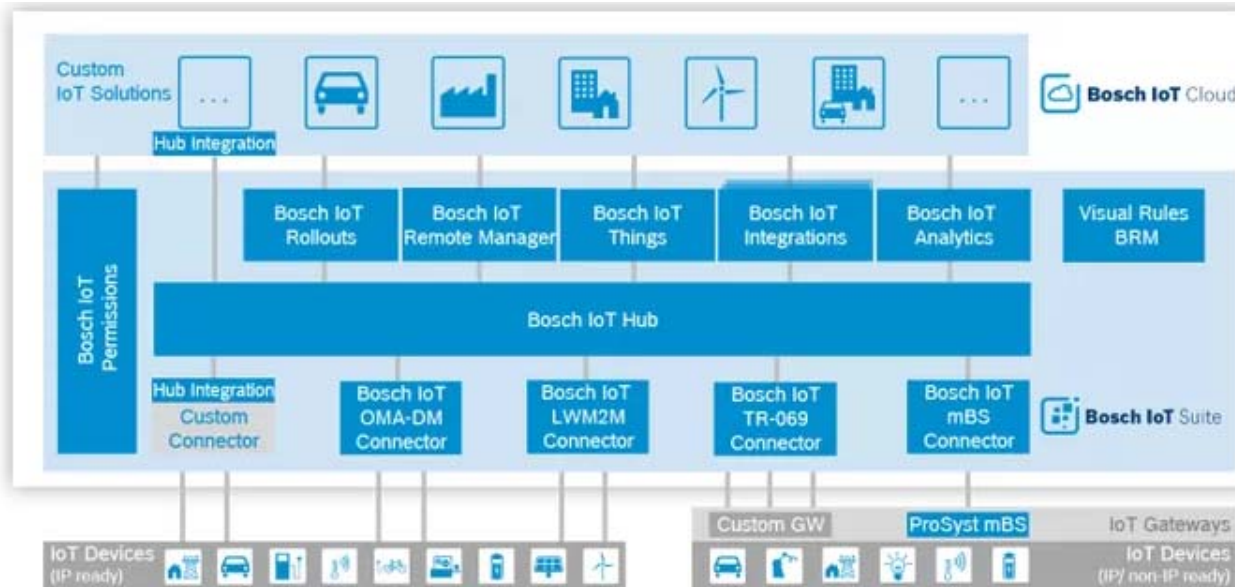 Custom
IoT Solutions
...
...
Bosch IoT Cloud
Hub Integration
Bosch IoT
Permissions
Bosch IoT
Rollouts
Bosch IoT
Remote Manager
Bosch IoT
Things
Bosch IoT
Integrations
Bosch IoT
Analytics
Visual Rules
BRM
Bosch IoT Hub
Hub Integration
Custom
Connector
Bosch IoT
OMA-DM
Connector
Bosch IoT
LWM2M
Connector
Bosch IoT
TR-069
Connector
Bosch IoT
mBS
Connector
Bosch IoT Suite
Custom GW
ProSyst mBS
IoT Gateways
IoT Devices
(IP ready)
IoT Devices
(IP/ non-IP ready)